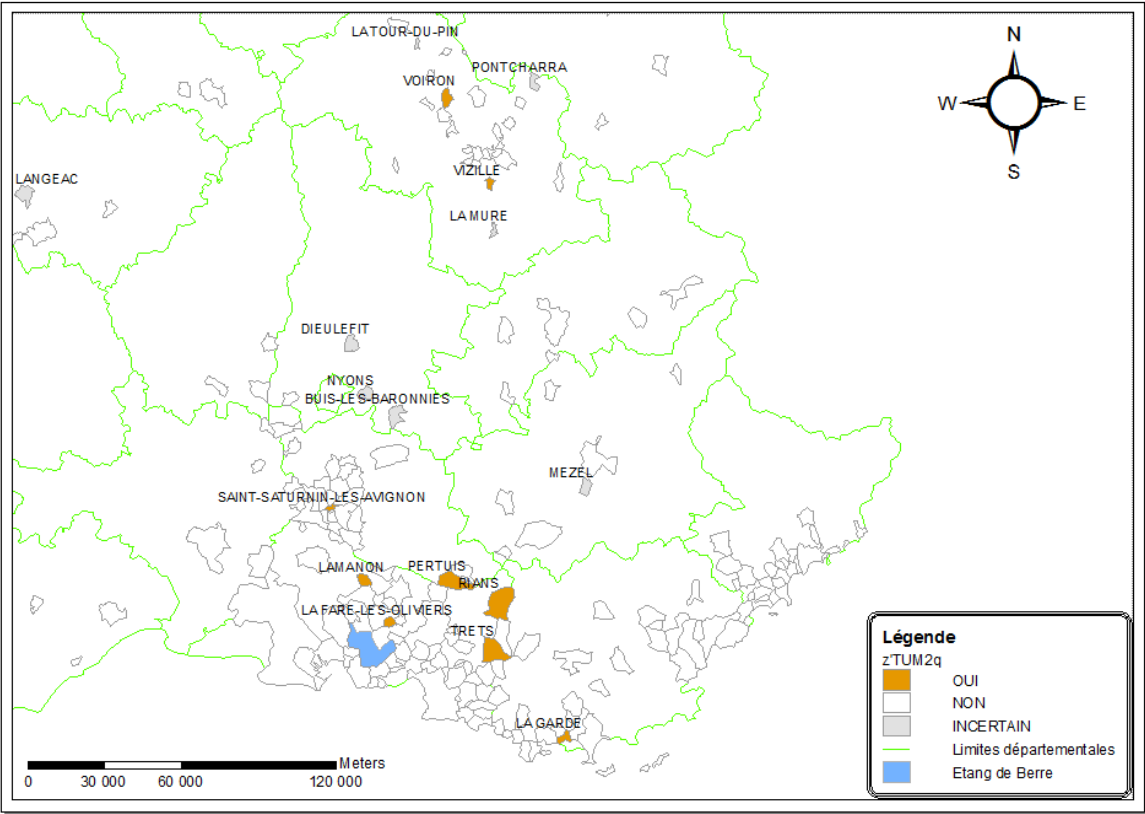 LATOUR-DU-PIN
N
PONTCHARRA
VOIRON
W
E
S
VIZILLE
LANGEAC
LA MURE
DIEULEFIT
NYONS
BUIS-LES-BARONNIES
MEZEL
SAINT-SATURNIN-LES-AVIGNON
LAMANON
PERTUIS
RIANS
LA FARE-LES-OLIVIERS
TRETS
LA GARDE
Légende
z'TUM2q
OUI
NON
INCERTAIN
Limites départementales
Etang de Berre
Meters
0 30 000 60 000 120 000